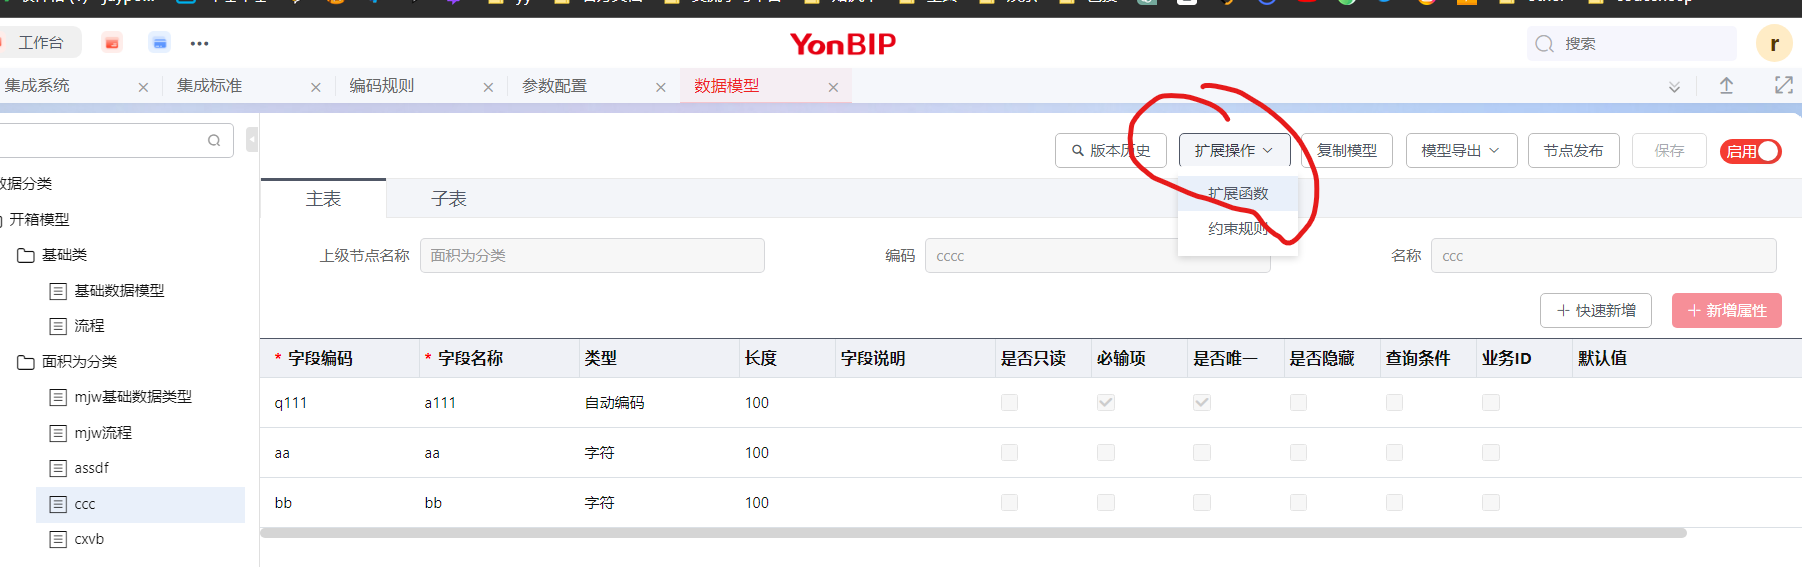 yy
工作台
YonBIP
搜索
r
集成系统
集成标准
编码规则
参数配置
数据模型
版本历史
扩展操作
复制模型
模型导出
节点发布
保存
启用
扩展函数
约束规则
数据分类
开箱模型
基础类
基础数据模型
流程
面积为分类
mjw基础数据类型
mjw流程
assdf
ccc
cxvb
主表
子表
上级节点名称 面积为分类
编码 cccc
名称 ccc
快速新增
新增属性
* 字段编码 * 字段名称 类型 长度 字段说明 是否只读 必输项 是否唯一 是否隐藏 查询条件 业务ID 默认值
q111 a111 自动编码 100
aa aa 字符 100
bb bb 字符 100